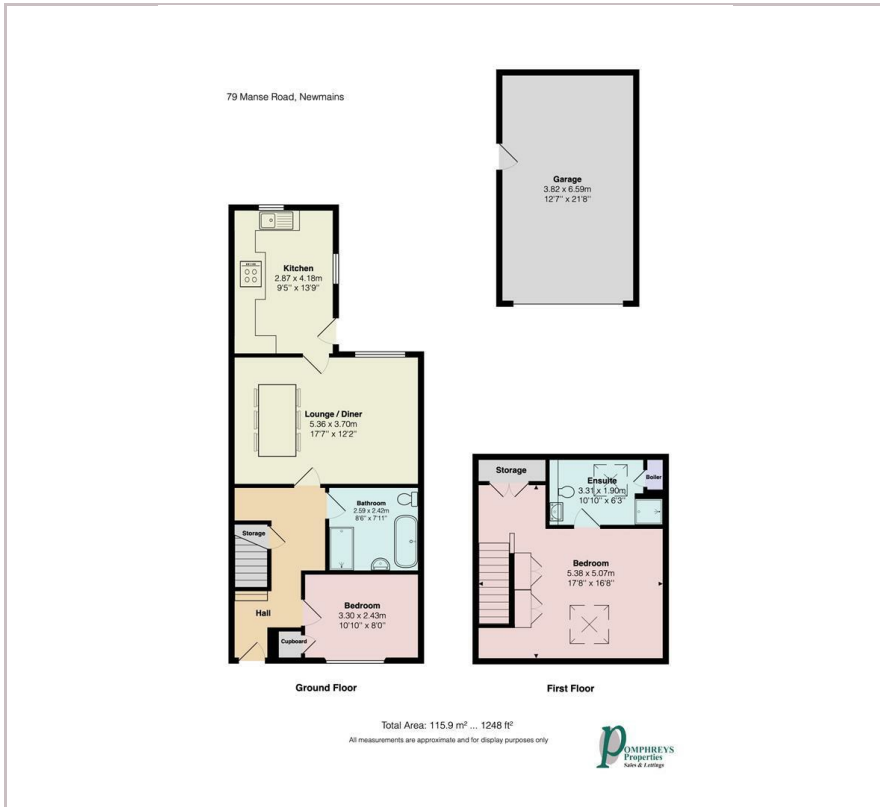 79 Manse Road, Newmains
Garage
3.82 x 6.59m
12'7" x 21'8"
Kitchen
2.87 x 4.18m
9'5" x 13'9"
Lounge / Diner
5.36 x 3.70m
17'7" x 12'2"
Bathroom
2.59 x 2.42m
8'6" x 7'11"
Storage
Hall
Bedroom
3.30 x 2.43m
10'10" x 8'0"
Cupboard
Ground Floor
Storage
Ensuite
3.31 x 1.90m
10'10" x 6'3"
Boiler
Bedroom
5.38 x 5.07m
17'8" x 16'8"
First Floor
Total Area: 115.9 m² ... 1248 ft²
All measurements are approximate and for display purposes only
POMPHREYS
Properties
Sales & Lettings